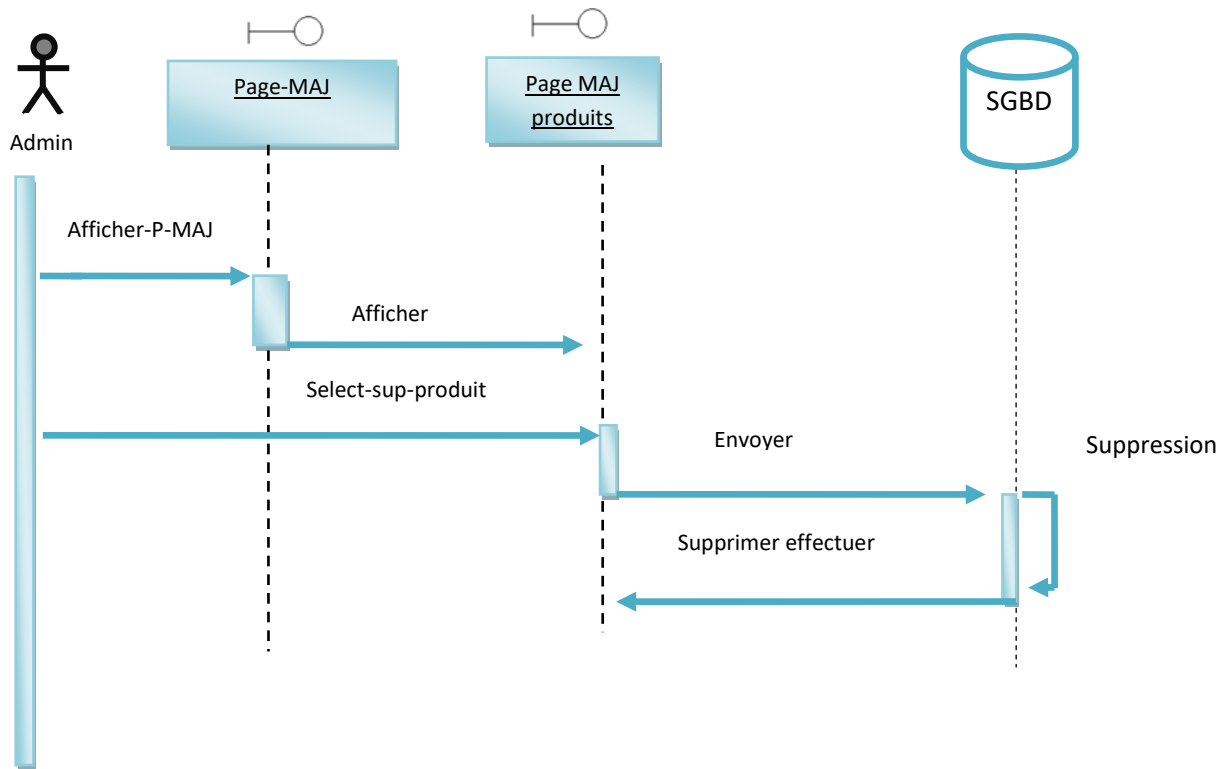 Admin
Page-MAJ
Page MAJ
produits
SGBD
Afficher-P-MAJ
Afficher
Select-sup-produit
Envoyer
Suppression
Supprimer effectuer